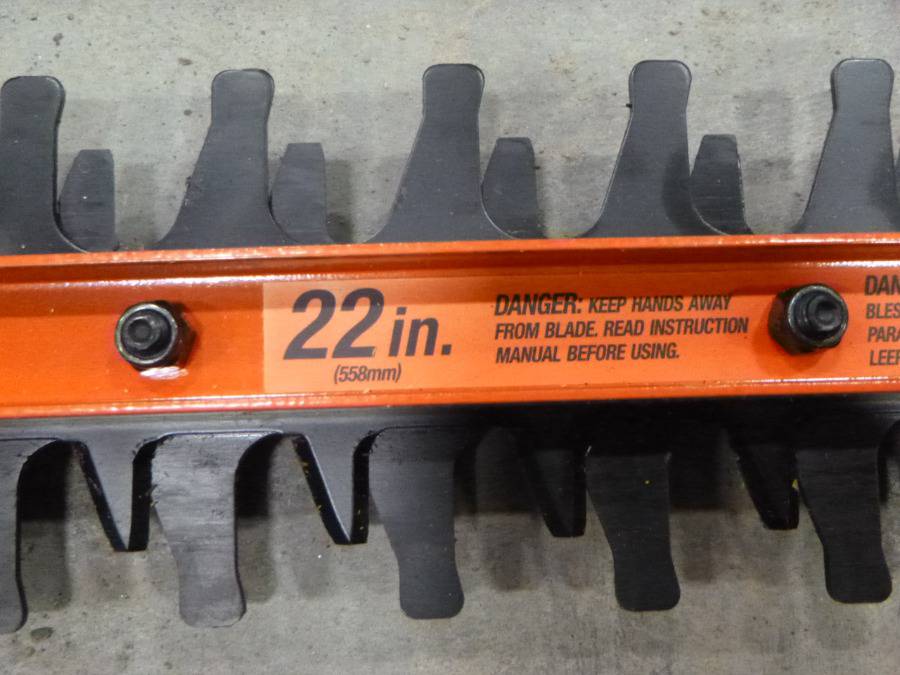 22 in.
(558mm)
DANGER: KEEP HANDS AWAY
FROM BLADE. READ INSTRUCTION
MANUAL BEFORE USING.